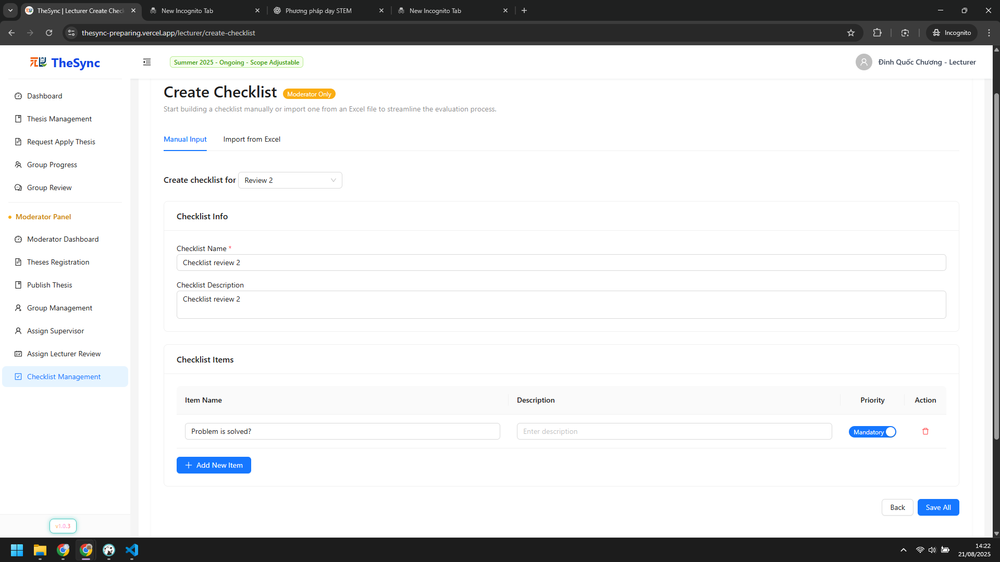 TheSync | Lecturer Create Check
New Incognito Tab
Phương pháp dạy STEM
New Incognito Tab
thesync-preparing.vercel.app/lecturer/create-checklist
Incognito
TheSync
Summer 2025 - Ongoing - Scope Adjustable
Đinh Quốc Chương - Lecturer
Dashboard
Thesis Management
Request Apply Thesis
Group Progress
Group Review
Moderator Panel
Moderator Dashboard
Theses Registration
Publish Thesis
Group Management
Assign Supervisor
Assign Lecturer Review
Checklist Management
v1.0.3
Create Checklist Moderator Only
Start building a checklist manually or import one from an Excel file to streamline the evaluation process.
Manual Input Import from Excel
Create checklist for Review 2
Checklist Info
Checklist Name *
Checklist review 2
Checklist Description
Checklist review 2
Checklist Items
Item Name Description Priority Action
Problem is solved? Enter description Mandatory
Add New Item
Back Save All
14:22
21/08/2025